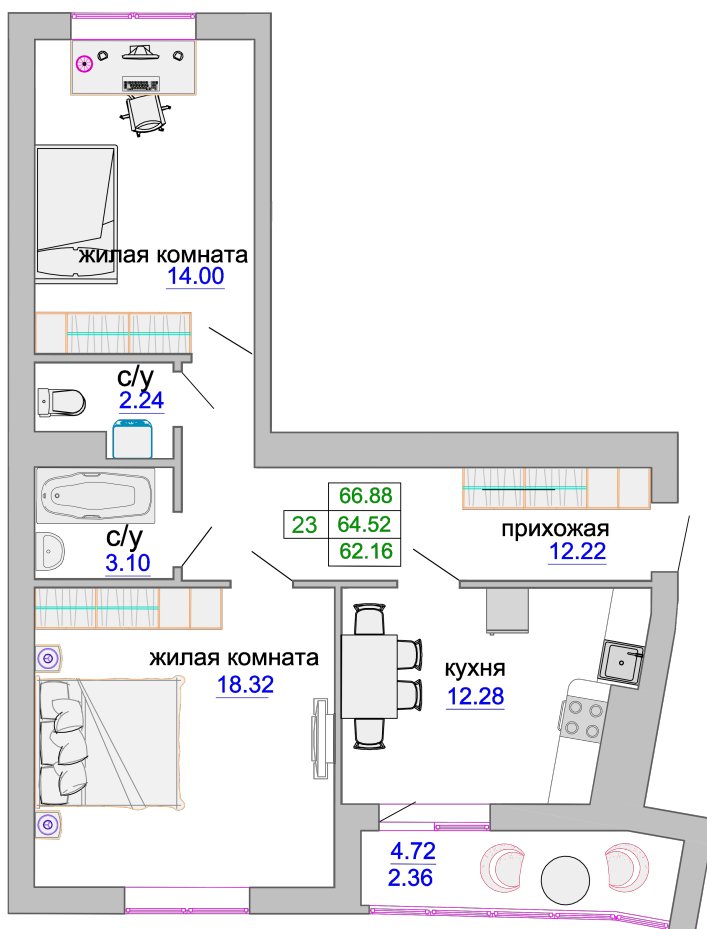 жилая комната
14.00
с/у
2.24
66.88
23 64.52
62.16
с/у
3.10
прихожая
12.22
жилая комната
18.32
кухня
12.28
4.72
2.36